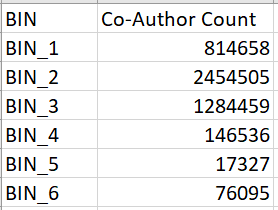 BIN Co-Author Count
BIN_1 814658
BIN_2 2454505
BIN_3 1284459
BIN_4 146536
BIN_5 17327
BIN_6 76095